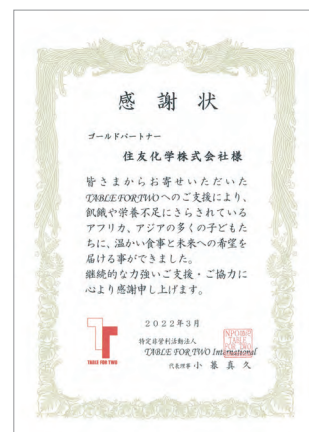 感謝状
ゴールドパートナー
住友化学株式会社様
皆さまからお寄せいただいた
TABLE FOR TWOへのご支援により、
飢餓や栄養不足にさらされている
アフリカ、アジアの多くの子どもた
ちに、温かい食事と未来への希望を
届ける事ができました。
継続的な力強いご支援・ご協力に
心より感謝申し上げます。
2022年3月
特定非営利活動法人
TABLE FOR TWO International
代表理事 小暮真久
TABLE FOR TWO